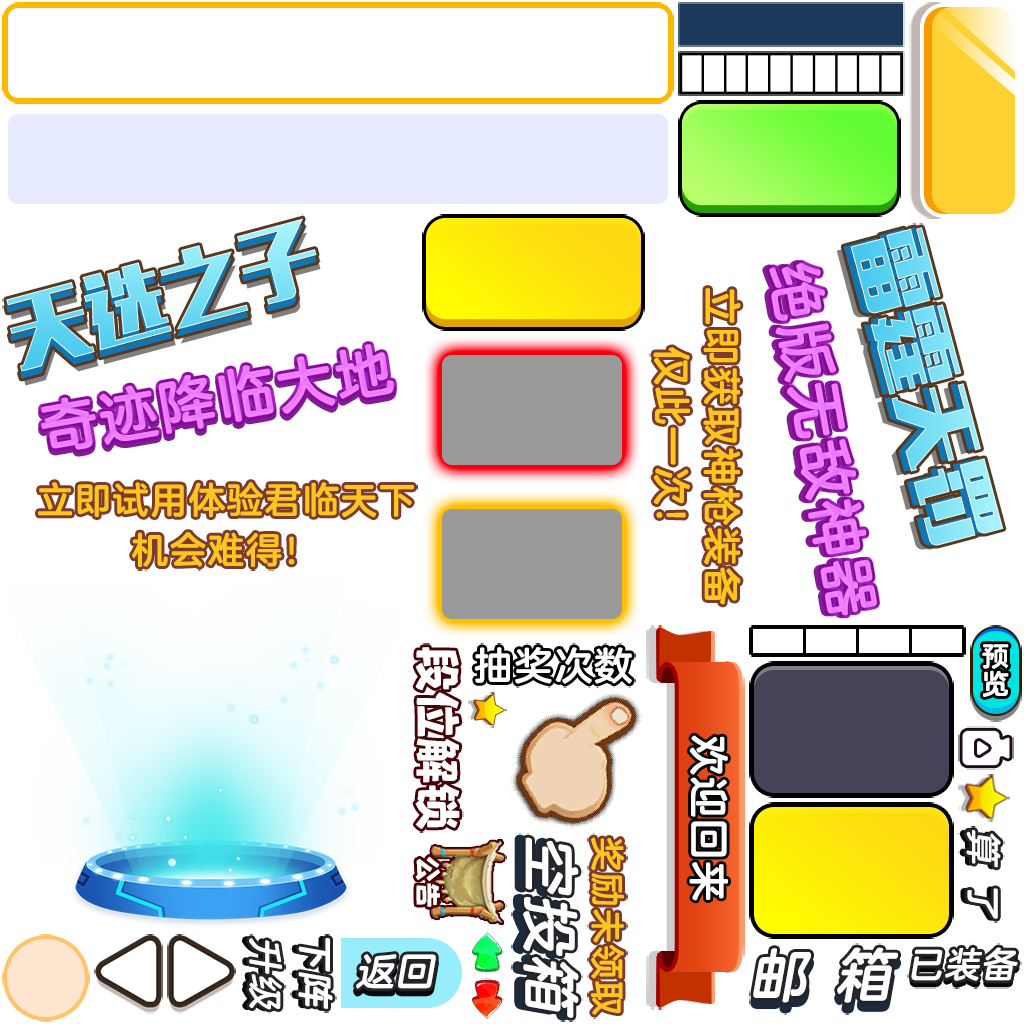 天选之子
奇迹降临大地
立即试用体验君临天下
机会难得!
立即获取神枪装备
仅此一次!
绝版无敌神器
雷霆天罚
段位解锁
抽奖次数
公告
空投箱
奖励未领取
欢迎回来
预览
算了
升级
下阵
返回
邮箱
已装备